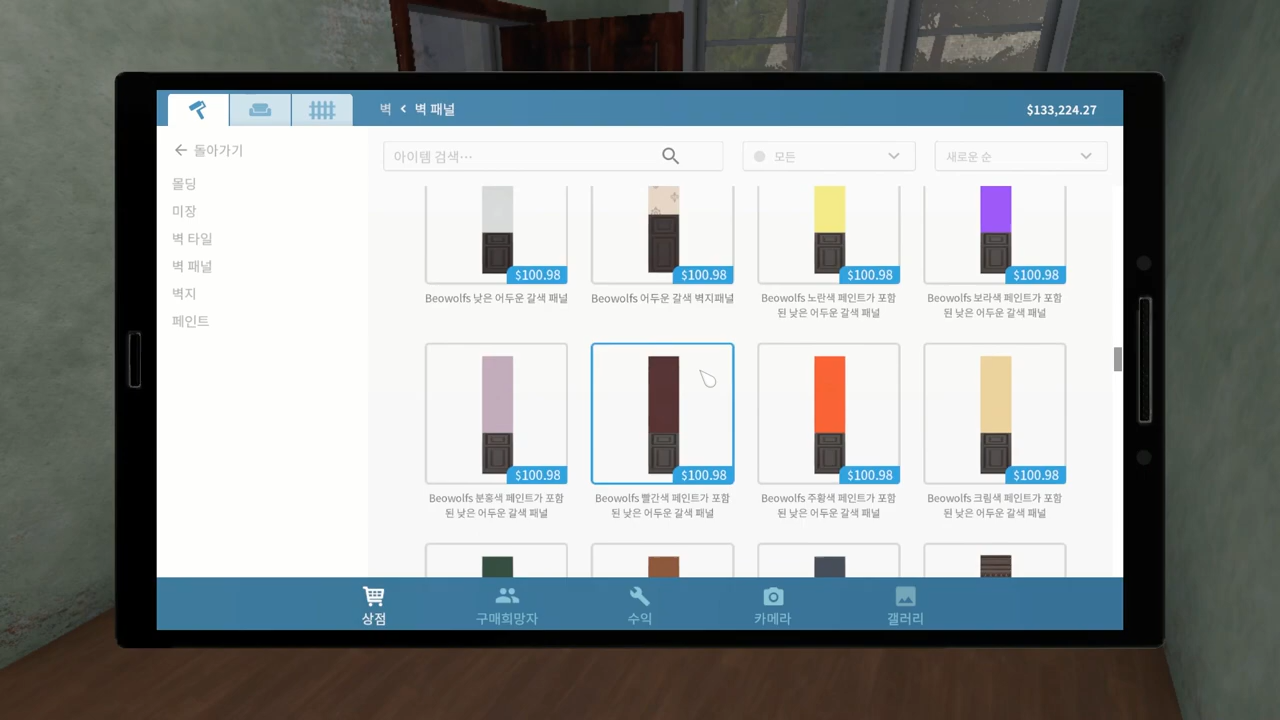 벽 < 벽 패널
$133,224.27
돌아가기
아이템 검색…
모든
새로운 순
몰딩
미장
벽 타일
벽 패널
벽지
페인트
$100.98
$100.98
$100.98
$100.98
Beowolfs 낮은 어두운 갈색 패널
Beowolfs 어두운 갈색 벽지패널
Beowolfs 노란색 페인트가 포함
된 낮은 어두운 갈색 패널
Beowolfs 보라색 페인트가 포함
된 낮은 어두운 갈색 패널
$100.98
$100.98
$100.98
$100.98
Beowolfs 분홍색 페인트가 포함
된 낮은 어두운 갈색 패널
Beowolfs 빨간색 페인트가 포함
된 낮은 어두운 갈색 패널
Beowolfs 주황색 페인트가 포함
된 낮은 어두운 갈색 패널
Beowolfs 크림색 페인트가 포함
된 낮은 어두운 갈색 패널
상점
구매희망자
수익
카메라
갤러리